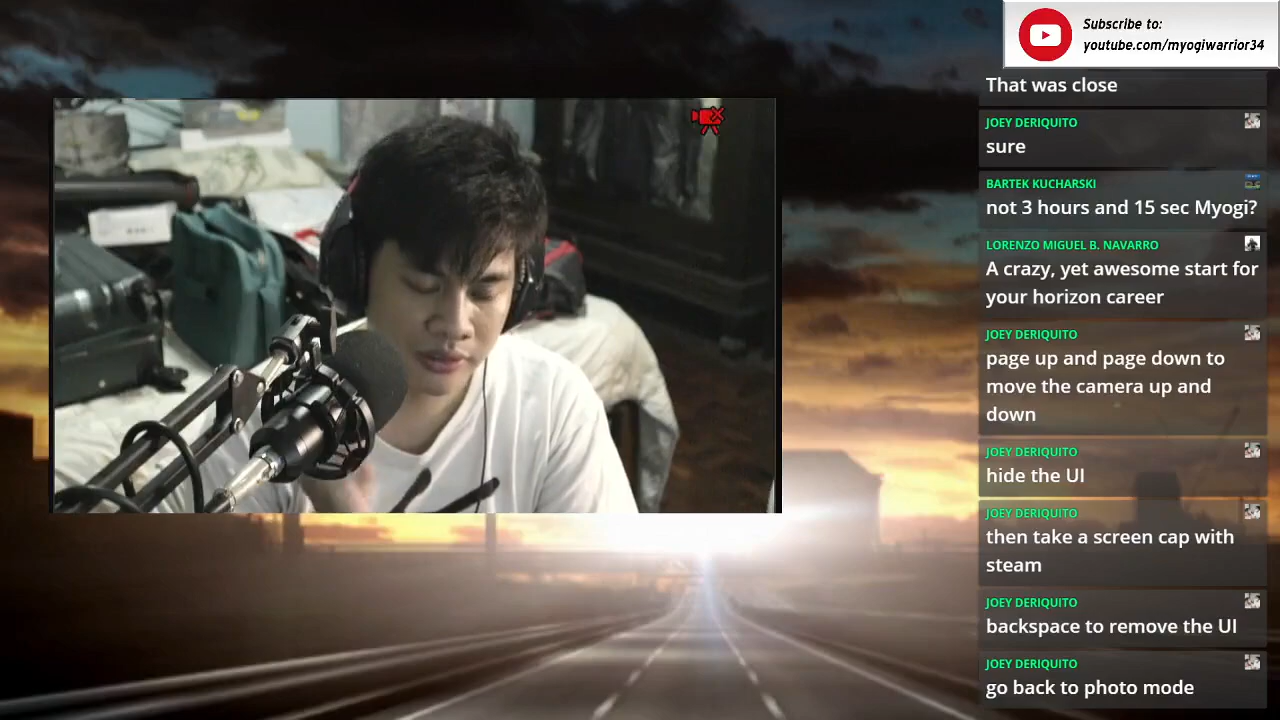 Subscribe to:
youtube.com/myogiwarrior34
That was close
JOEY DERIQUITO
sure
BARTEK KUCHARSKI
not 3 hours and 15 sec Myogi?
LORENZO MIGUEL B. NAVARRO
A crazy, yet awesome start for
your horizon career
JOEY DERIQUITO
page up and page down to
move the camera up and
down
JOEY DERIQUITO
hide the UI
JOEY DERIQUITO
then take a screen cap with
steam
JOEY DERIQUITO
backspace to remove the UI
JOEY DERIQUITO
go back to photo mode